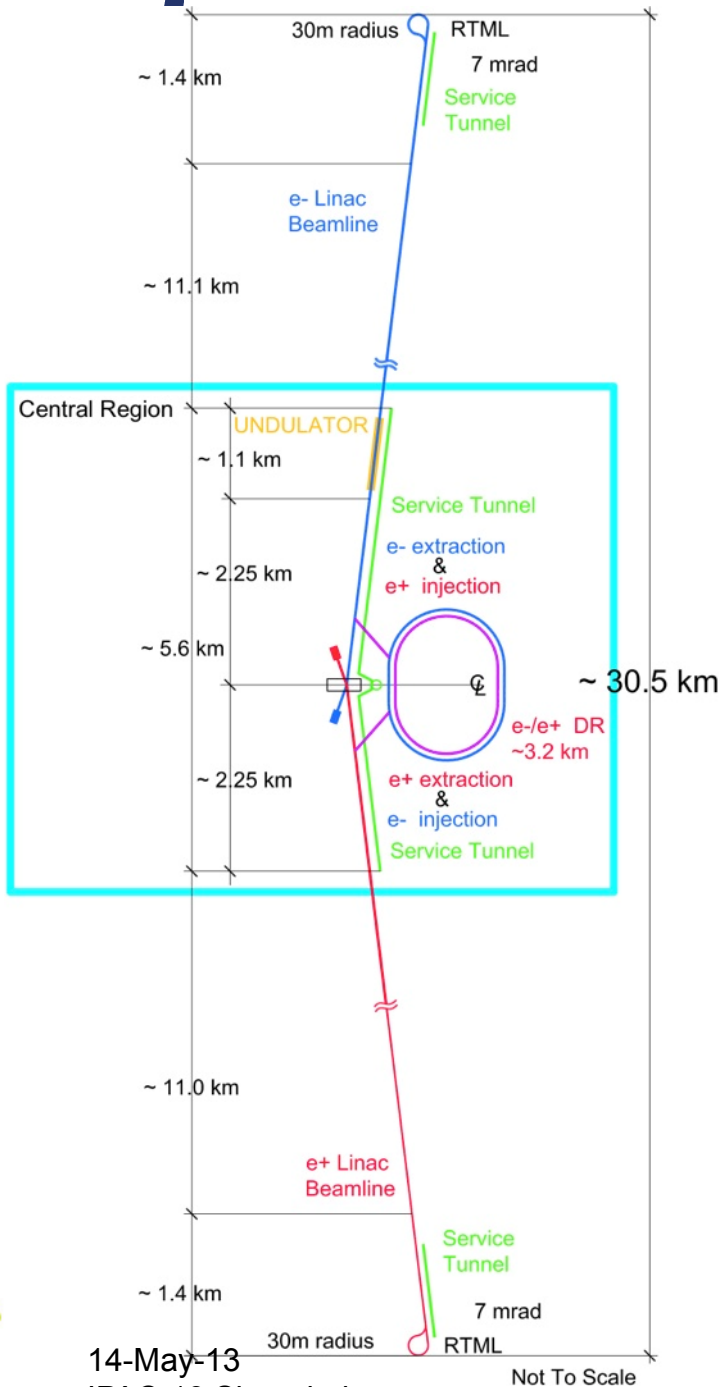 30m radius
RTML
7 mrad
~ 1.4 km
Service
Tunnel
e- Linac
Beamline
~ 11.1 km
Central Region
UNDULATOR
~ 1.1 km
Service Tunnel
e- extraction
&
e+ injection
~ 2.25 km
~ 5.6 km
~ 30.5 km
e-/e+ DR
~3.2 km
~ 2.25 km
e+ extraction
&
e- injection
Service Tunnel
~ 11.0 km
e+ Linac
Beamline
Service
Tunnel
~ 1.4 km
7 mrad
30m radius
RTML
14-May-13
Not To Scale